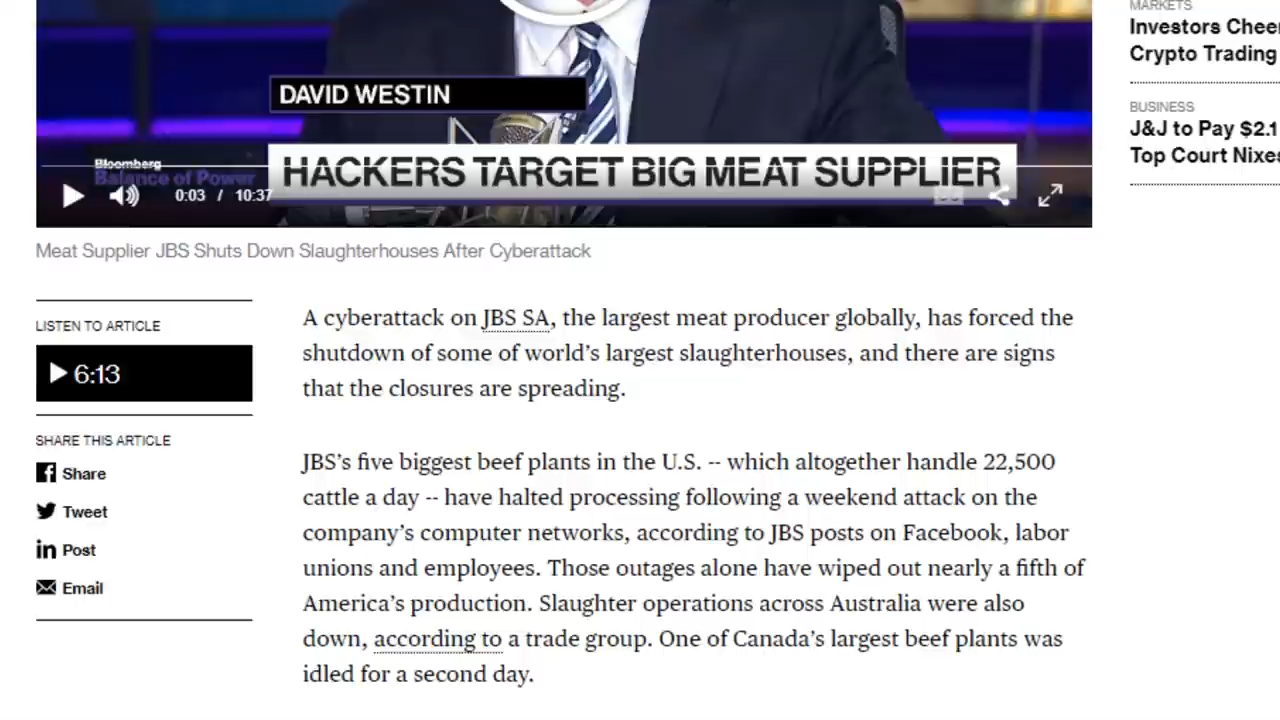 MARKETS
Investors Cheer
Crypto Trading
BUSINESS
J&J to Pay $2.1
Top Court Nixes
DAVID WESTIN
Bloomberg
Balance of Power
HACKERS TARGET BIG MEAT SUPPLIER
0:03 / 10:37
Meat Supplier JBS Shuts Down Slaughterhouses After Cyberattack
LISTEN TO ARTICLE
6:13
SHARE THIS ARTICLE
Share
Tweet
Post
Email
A cyberattack on JBS SA, the largest meat producer globally, has forced the
shutdown of some of world's largest slaughterhouses, and there are signs
that the closures are spreading.
JBS's five biggest beef plants in the U.S. -- which altogether handle 22,500
cattle a day -- have halted processing following a weekend attack on the
company's computer networks, according to JBS posts on Facebook, labor
unions and employees. Those outages alone have wiped out nearly a fifth of
America's production. Slaughter operations across Australia were also
down, according to a trade group. One of Canada's largest beef plants was
idled for a second day.